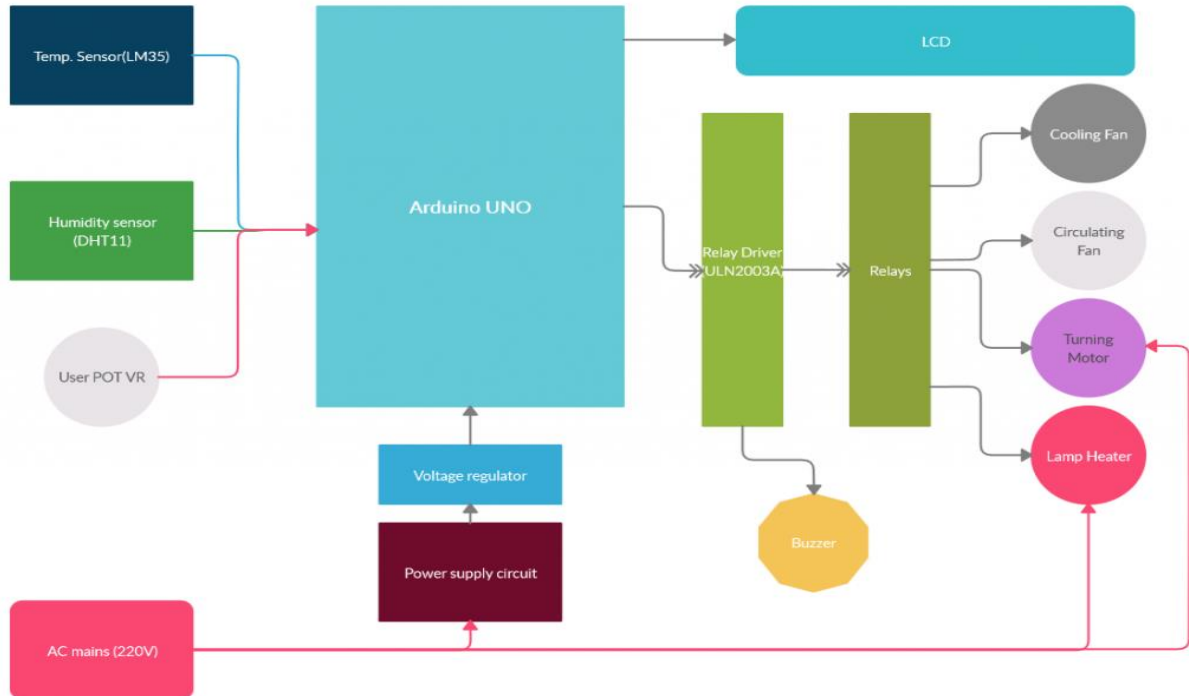 Temp. Sensor(LM35)
LCD
Cooling Fan
Arduino UNO
Humidity sensor
(DHT11)
Relay Driver
(ULN2003A)
Relays
Circulating
Fan
Turning
Motor
User POT VR
Voltage regulator
Lamp Heater
Buzzer
Power supply circuit
AC mains (220V)